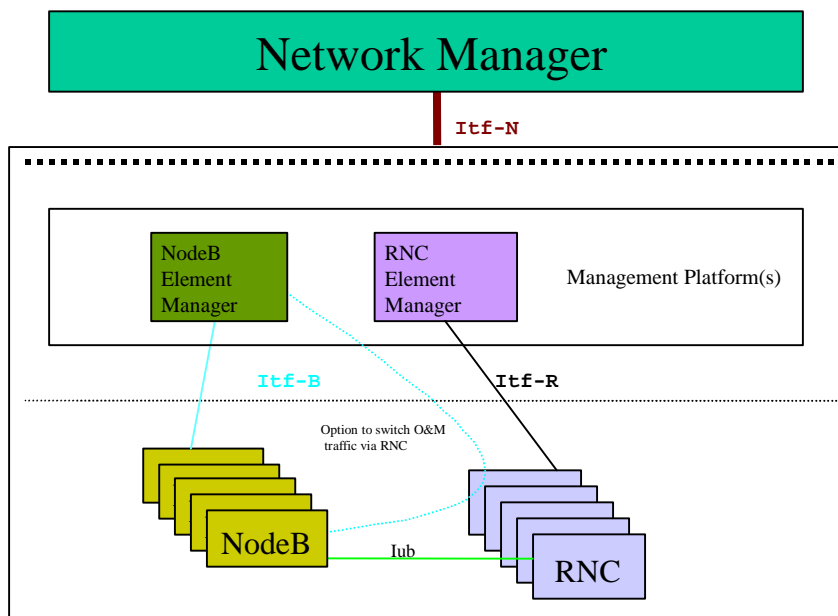 Network Manager
Itf-N
NodeB
Element
Manager
RNC
Element
Manager
Management Platform(s)
Itf-B
Itf-R
Option to switch O&M
traffic via RNC
NodeB
Iub
RNC